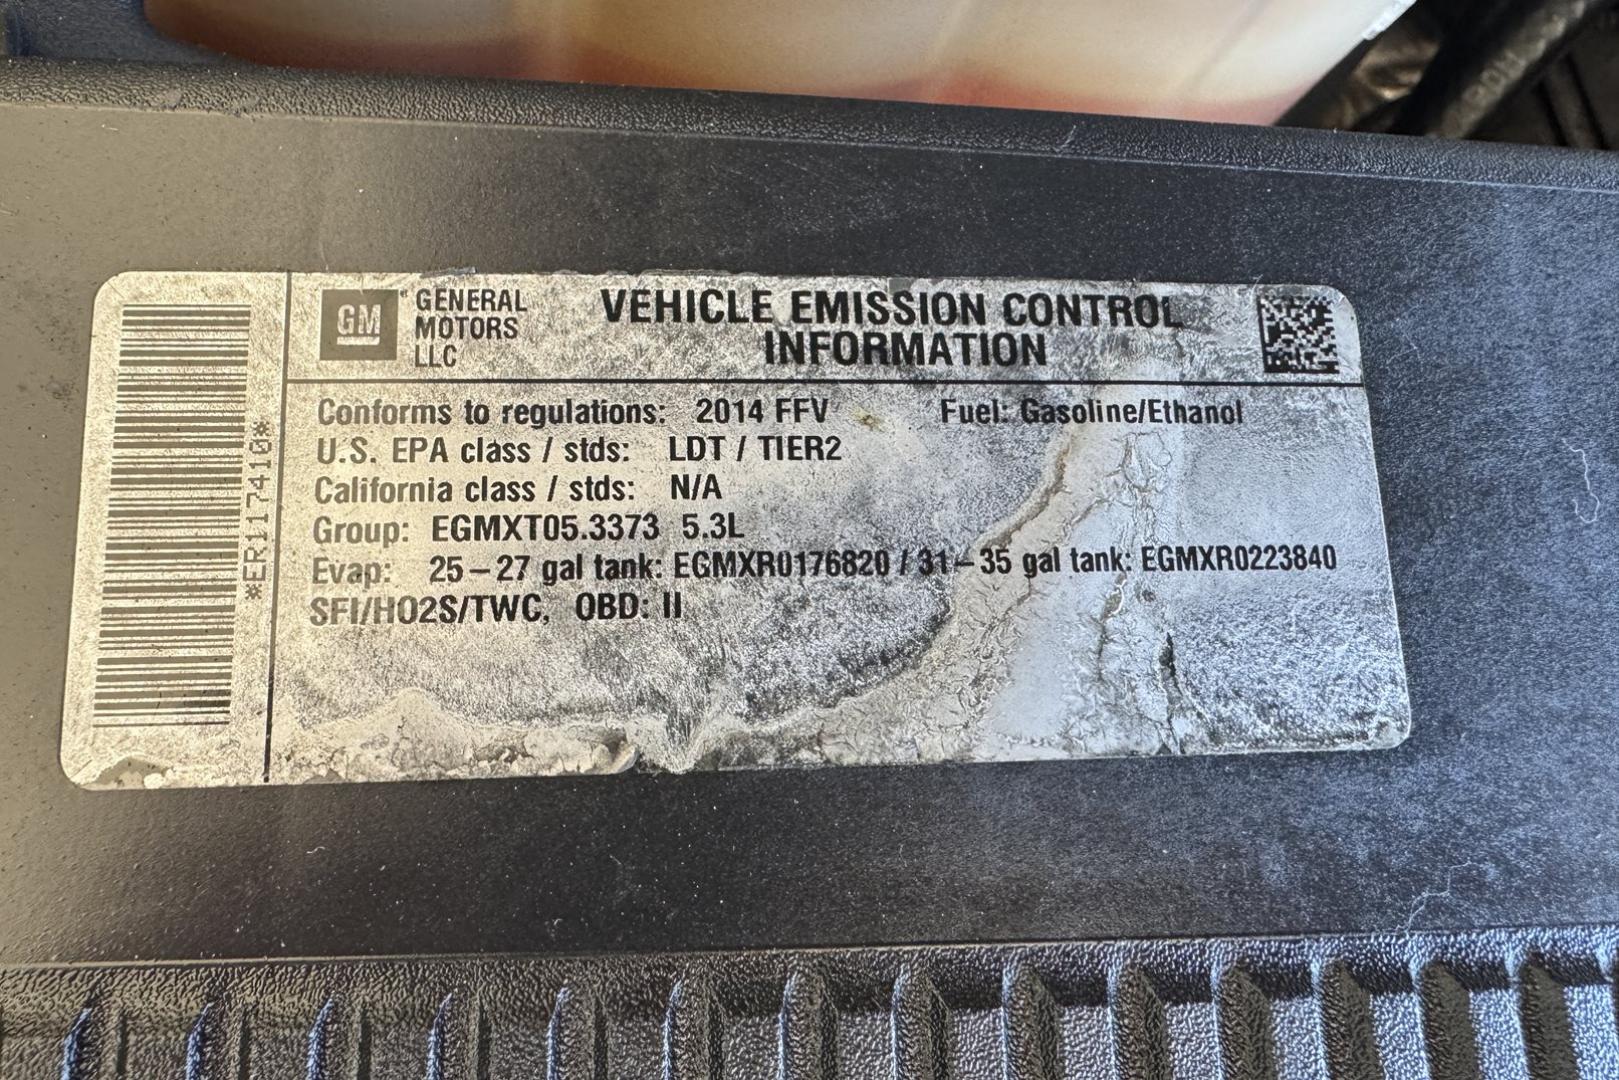 GM
GENERAL
MOTORS
LLC
VEHICLE EMISSION CONTROL
INFORMATION
Conforms to regulations: 2014 FFV Fuel: Gasoline/Ethanol
U.S. EPA class / stds: LDT / TIER2
California class / stds: N/A
Group: EGMXT05.3373 5.3L
Evap: 25-27 gal tank: EGMXR0176820 / 31-35 gal tank: EGMXR0223840
SFI/HO2S/TWC, OBD: II
*ER117410*